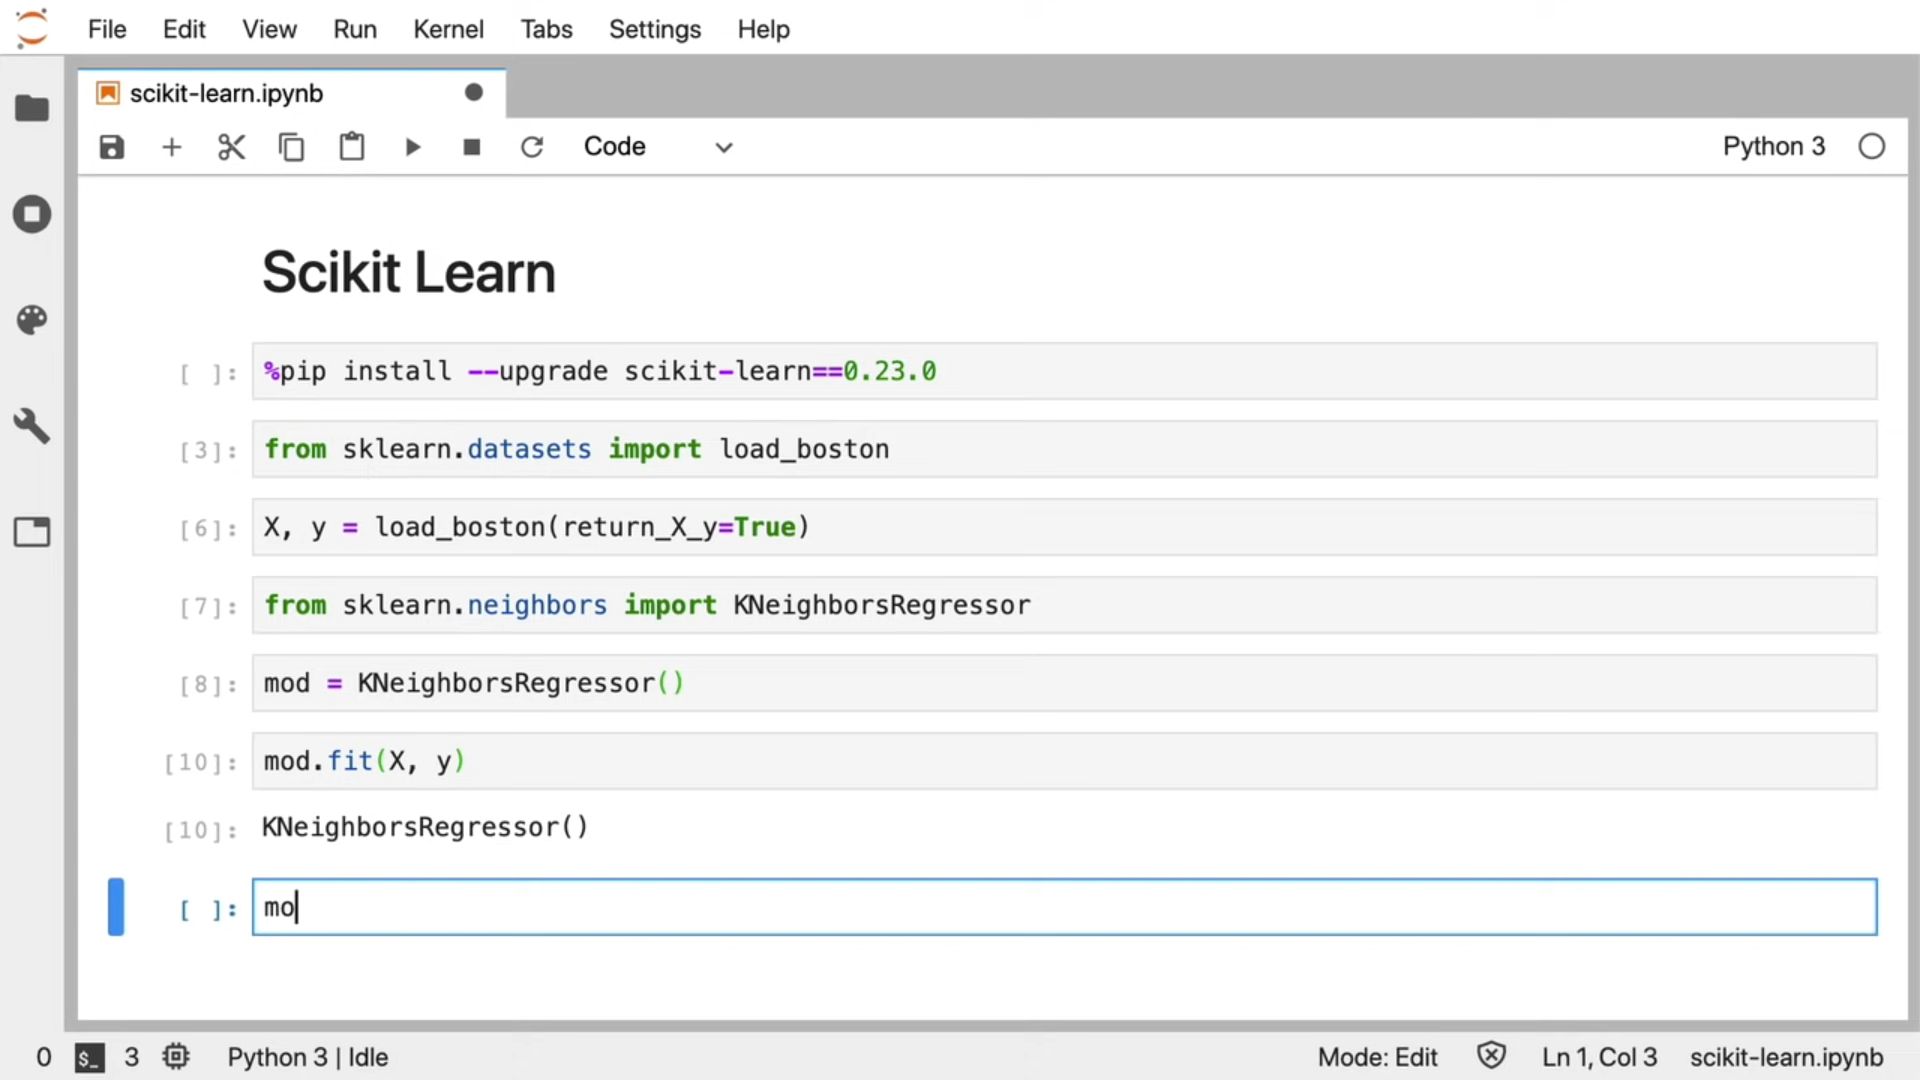 File Edit View Run Kernel Tabs Settings Help
scikit-learn.ipynb
Code
Python 3
Scikit Learn
[ ]: %pip install --upgrade scikit-learn==0.23.0
[3]: from sklearn.datasets import load_boston
[6]: X, y = load_boston(return_X_y=True)
[7]: from sklearn.neighbors import KNeighborsRegressor
[8]: mod = KNeighborsRegressor()
[10]: mod.fit(X, y)
[10]: KNeighborsRegressor()
[ ]: mo
0 $_ 3 Python 3 | Idle Mode: Edit Ln 1, Col 3 scikit-learn.ipynb